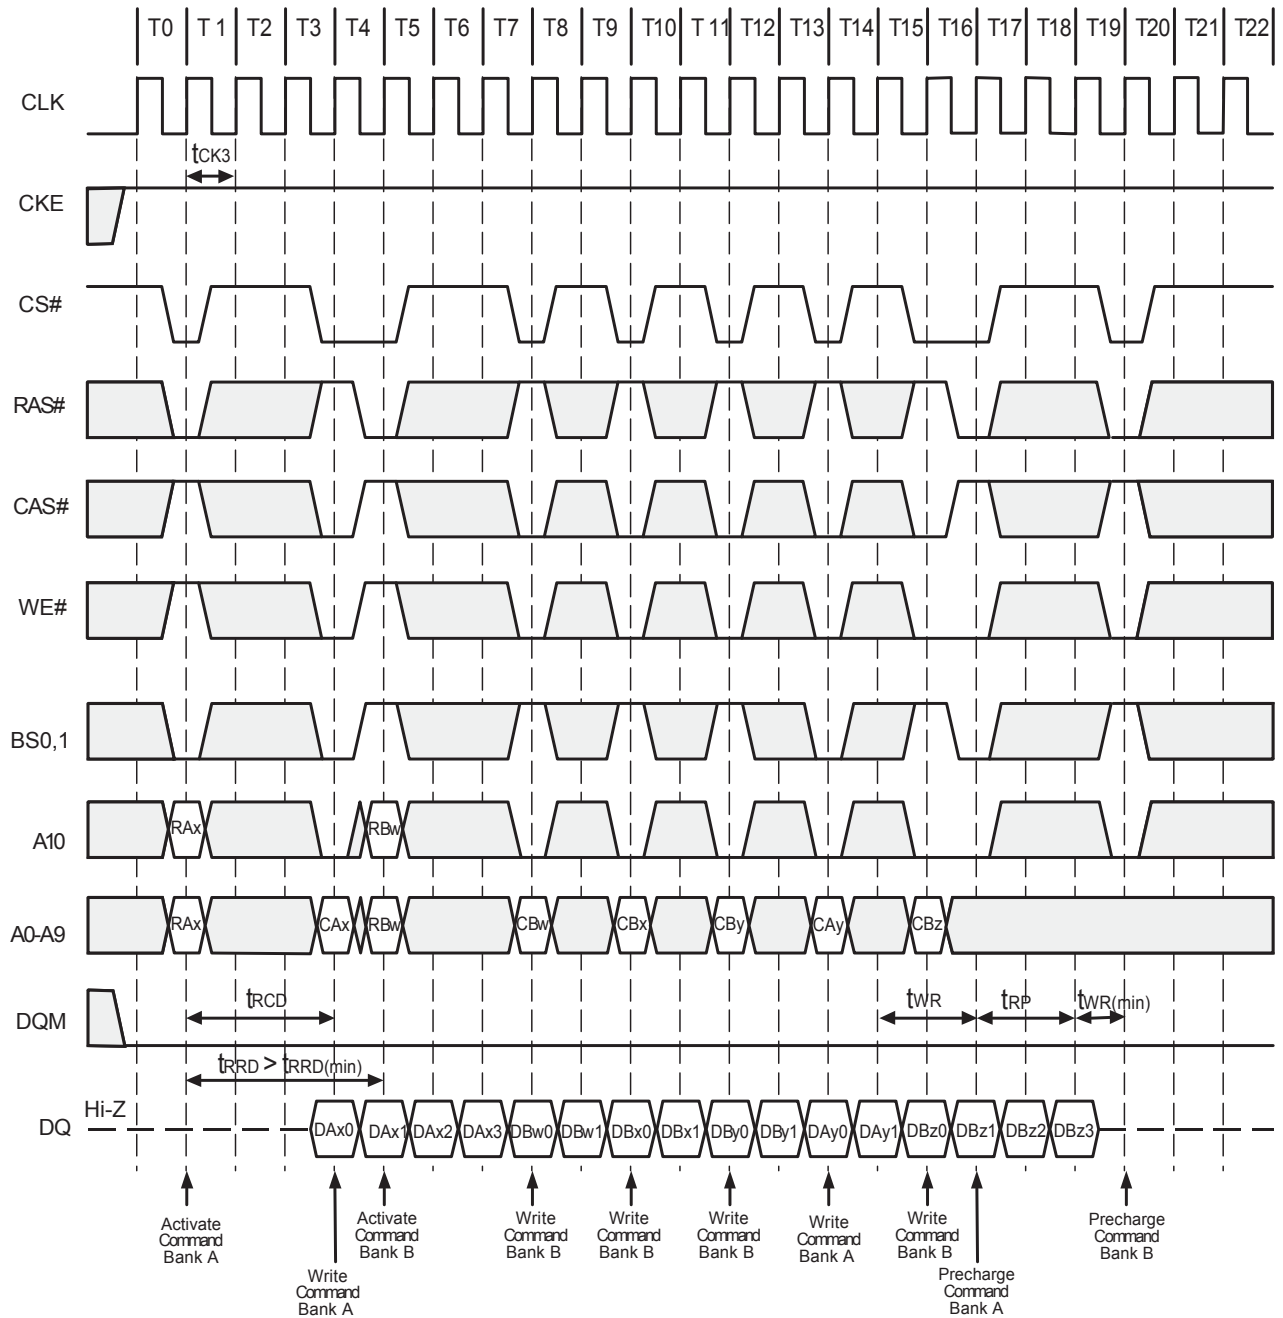 T0 T 1 T2 T3 T4 T5 T6 T7 T8 T9 T10 T 11 T12 T13 T14 T15 T16 T17 T18 T19 T20 T21 T22
CLK
tCK3
CKE
CS#
RAS#
CAS#
WE#
BS0,1
A10
RAx RBw
A0-A9
RAx CAx RBw CBw CBx CBy CAy CBz
DQM
tRCD tWR tRP tWR(min)
tRRD > tRRD(min)
Hi-Z
DQ
DAx0 DAx1 DAx2 DAx3 DBw0 DBw1 DBx0 DBx1 DBy0 DBy1 DAy0 DAy1 DBz0 DBz1 DBz2 DBz3
Activate
Command
Bank A
Write
Command
Bank A
Activate
Command
Bank B
Write
Command
Bank B
Write
Command
Bank B
Write
Command
Bank B
Write
Command
Bank A
Write
Command
Bank B
Precharge
Command
Bank A
Precharge
Command
Bank B